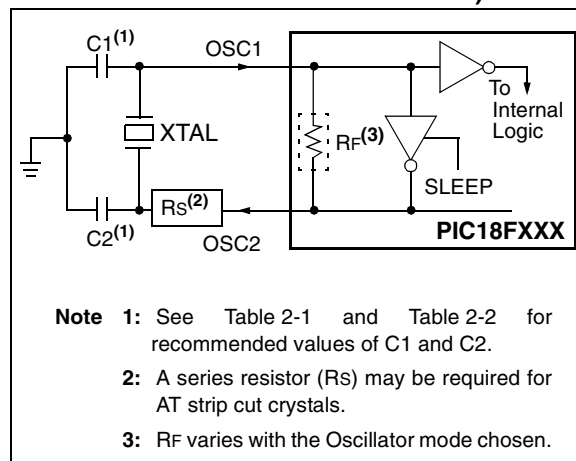 C1(1)
OSC1
To
Internal
Logic
XTAL
RF(3)
SLEEP
C2(1)
RS(2)
OSC2
PIC18FXXX
Note 1: See Table 2-1 and Table 2-2 for
recommended values of C1 and C2.
2: A series resistor (RS) may be required for
AT strip cut crystals.
3: RF varies with the Oscillator mode chosen.